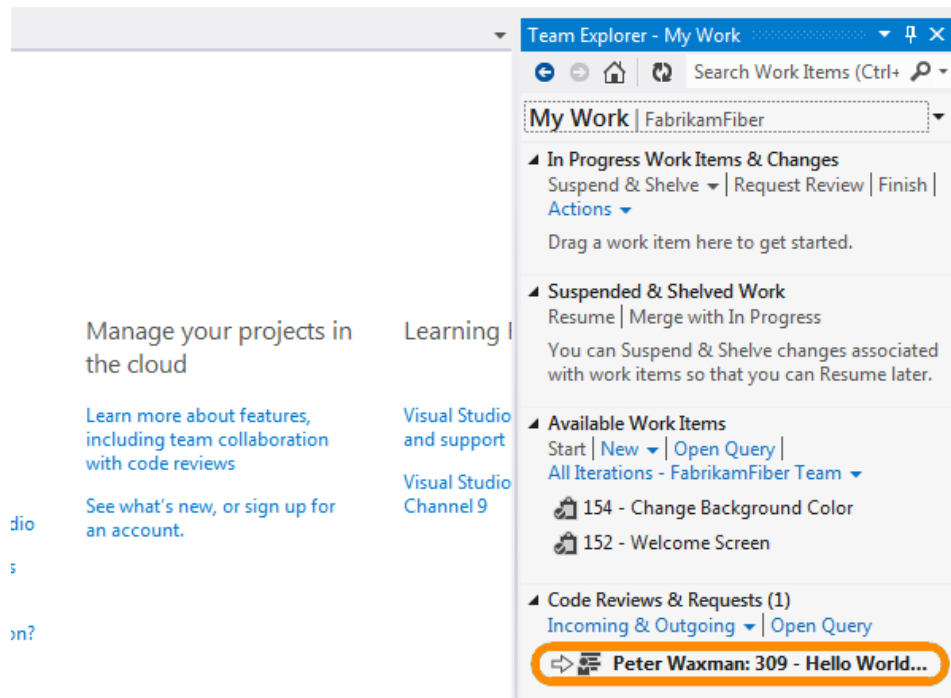 Team Explorer - My Work
Search Work Items (Ctrl+
My Work | FabrikamFiber
In Progress Work Items & Changes
Suspend & Shelve | Request Review | Finish |
Actions
Drag a work item here to get started.
Suspended & Shelved Work
Resume | Merge with In Progress
You can Suspend & Shelve changes associated
with work items so that you can Resume later.
Available Work Items
Start | New | Open Query |
All Iterations - FabrikamFiber Team
154 - Change Background Color
152 - Welcome Screen
Code Reviews & Requests (1)
Incoming & Outgoing | Open Query
Peter Waxman: 309 - Hello World...
Manage your projects in
the cloud
Learn more about features,
including team collaboration
with code reviews
See what's new, or sign up for
an account.
Learning
Visual Studio
and support
Visual Studio
Channel 9